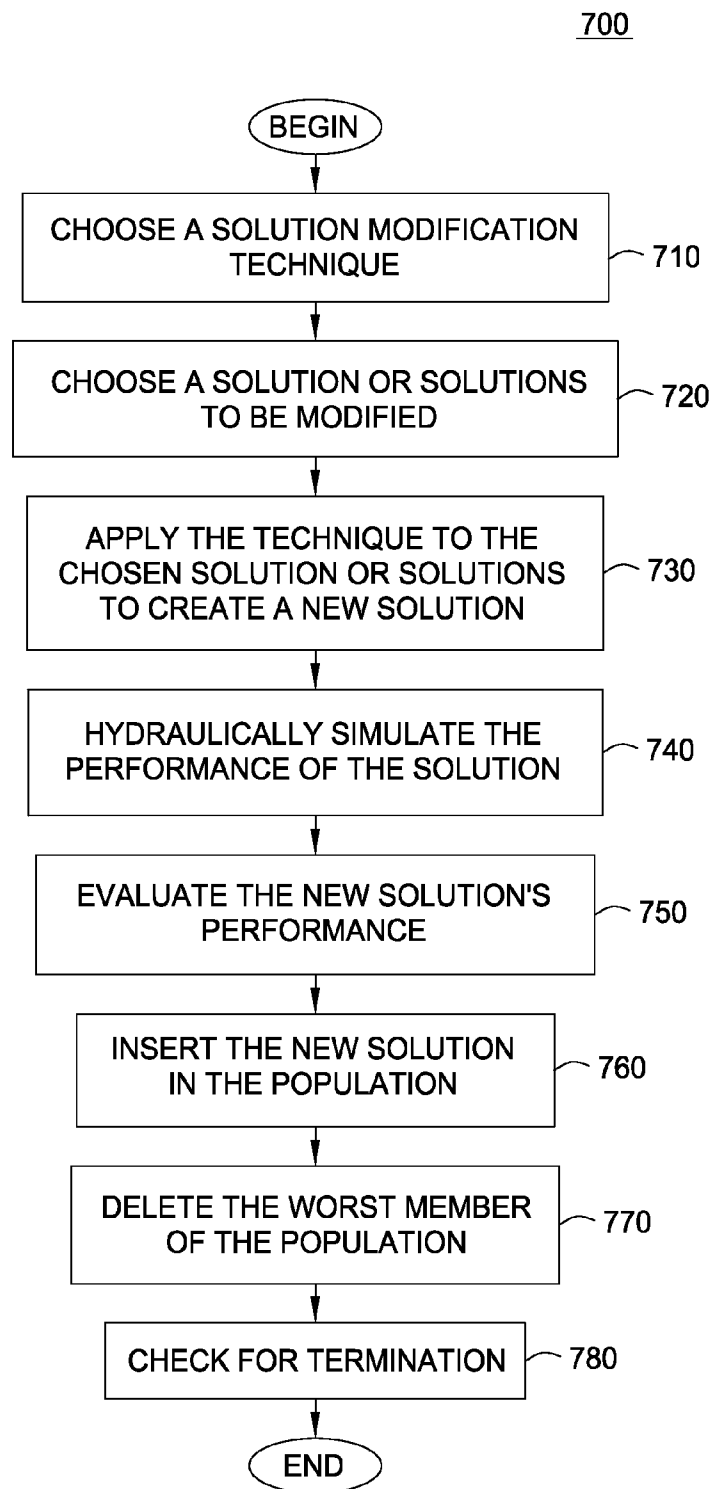 700
BEGIN
CHOOSE A SOLUTION MODIFICATION
TECHNIQUE
710
CHOOSE A SOLUTION OR SOLUTIONS
TO BE MODIFIED
720
APPLY THE TECHNIQUE TO THE
CHOSEN SOLUTION OR SOLUTIONS
TO CREATE A NEW SOLUTION
730
HYDRAULICALLY SIMULATE THE
PERFORMANCE OF THE SOLUTION
740
EVALUATE THE NEW SOLUTION'S
PERFORMANCE
750
INSERT THE NEW SOLUTION
IN THE POPULATION
760
DELETE THE WORST MEMBER
OF THE POPULATION
770
CHECK FOR TERMINATION
780
END